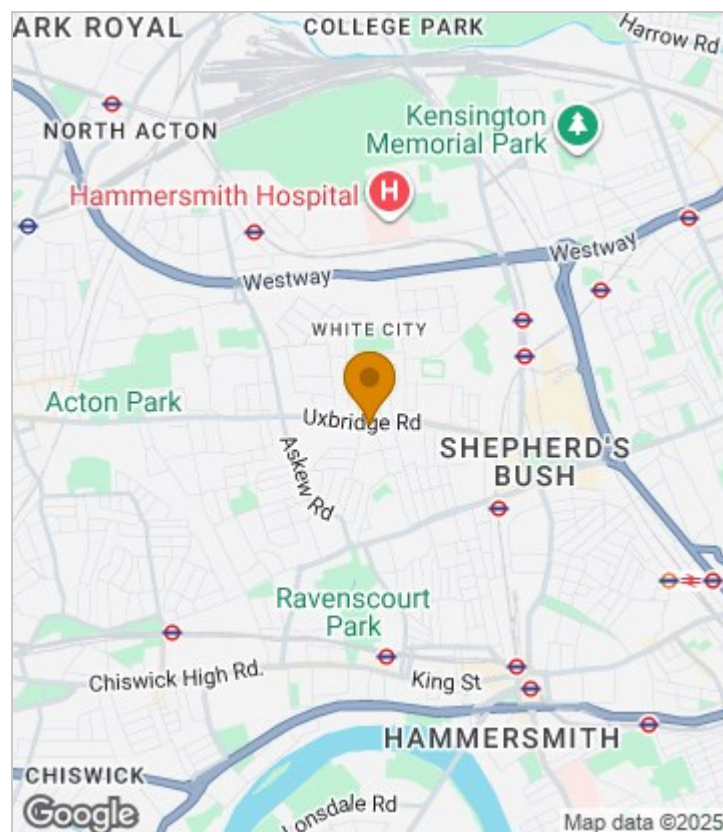 ARK ROYAL
COLLEGE PARK
Harrow Rd
NORTH ACTON
Kensington
Memorial Park
Hammersmith Hospital
H
Westway
Westway
WHITE CITY
Acton Park
Uxbridge Rd
SHEPHERD'S
BUSH
Askew Rd
Ravenscourt
Park
Chiswick High Rd.
King St
HAMMERSMITH
CHISWICK
Lonsdale Rd
Google
Map data ©2025